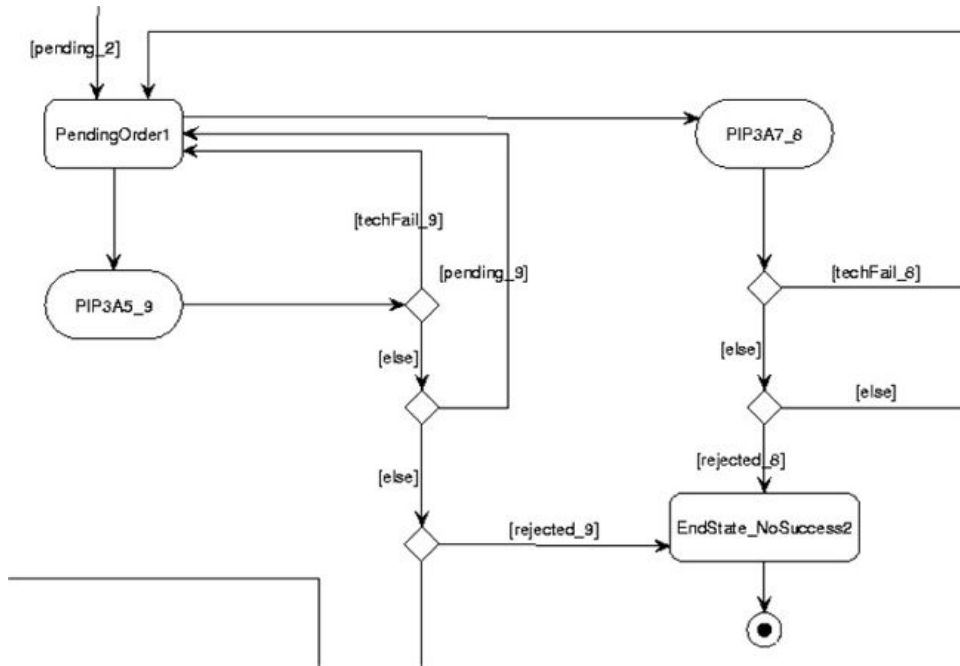 [pending_2]
PendingOrder1
PIP3A7_8
[techFail_9]
[pending_9]
[techFail_8]
PIP3A5_9
[else]
[else]
[else]
[rejected_8]
[else]
[rejected_9]
EndState_NoSuccess2